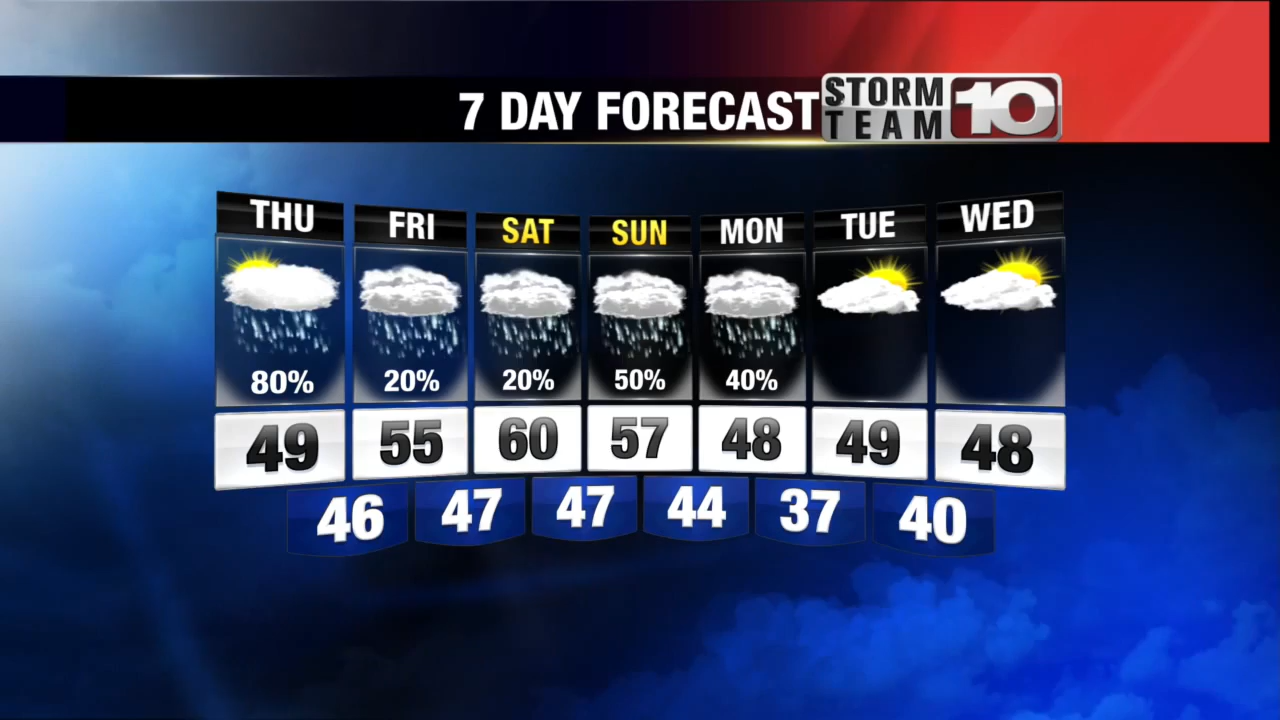 7 DAY FORECAST
STORM
TEAM
10
THU FRI SAT SUN MON TUE WED
80% 20% 20% 50% 40%
49 55 60 57 48 49 48
46 47 47 44 37 40